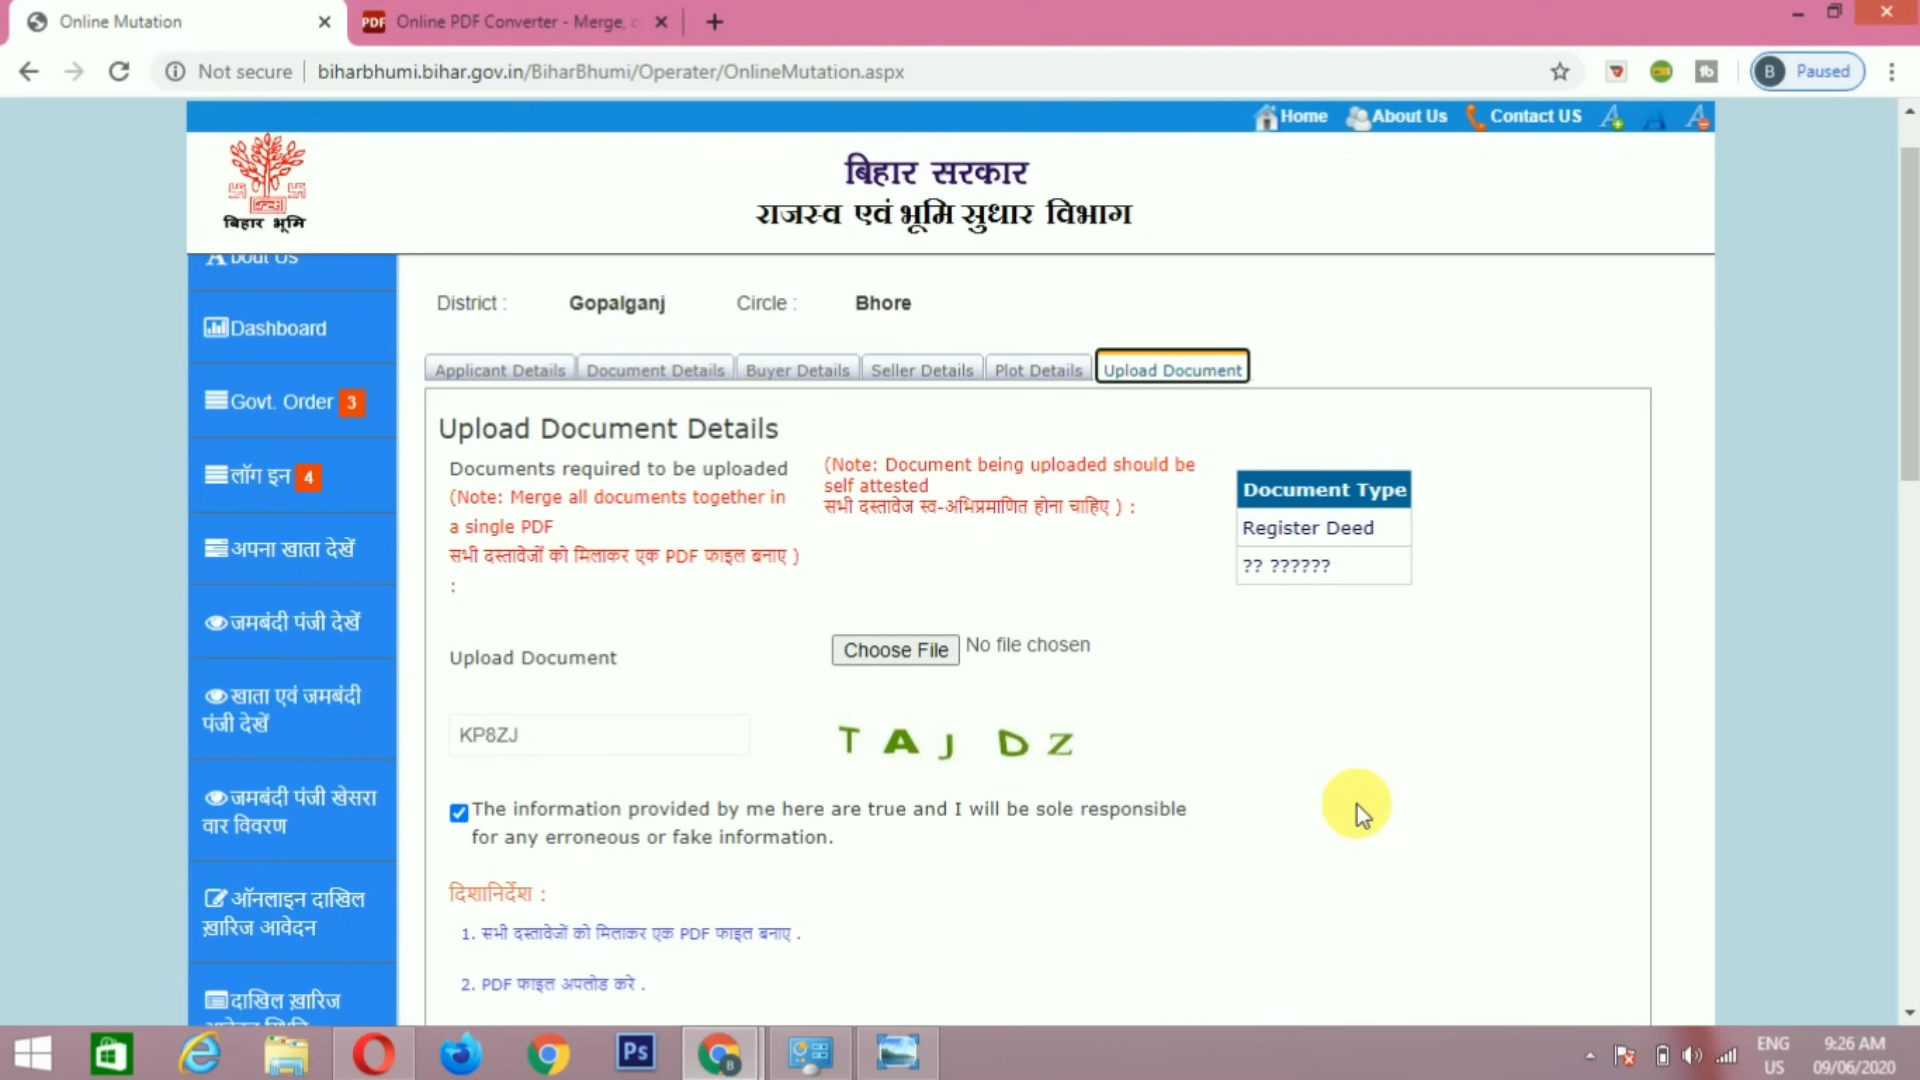 Online Mutation
PDF Online PDF Converter - Merge, c
Not secure biharbhumi.bihar.gov.in/BiharBhumi/Operater/OnlineMutation.aspx
B Paused
Home About Us Contact US A A A
बिहार भूमि
बिहार सरकार
राजस्व एवं भूमि सुधार विभाग
About Us
Dashboard
Govt. Order 3
लॉग इन 4
अपना खाता देखें
जमबंदी पंजी देखें
खाता एवं जमबंदी
पंजी देखें
जमबंदी पंजी खेसरा
वार विवरण
ऑनलाइन दाखिल
ख़ारिज आवेदन
दाखिल ख़ारिज
आवेदन स्थिति
District : Gopalganj Circle : Bhore
Applicant Details Document Details Buyer Details Seller Details Plot Details Upload Document
Upload Document Details
Documents required to be uploaded
(Note: Merge all documents together in
a single PDF
सभी दस्तावेजों को मिलाकर एक PDF फाइल बनाए )
:
(Note: Document being uploaded should be
self attested
सभी दस्तावेज स्व-अभिप्रमाणित होना चाहिए ) :
Document Type
Register Deed
?? ??????
Upload Document Choose File No file chosen
KP8ZJ T A J D Z
The information provided by me here are true and I will be sole responsible
for any erroneous or fake information.
दिशानिर्देश :
1. सभी दस्तावेजों को मिलाकर एक PDF फाइल बनाए .
2. PDF फाइल अपलोड करे .
Ps
B
ENG
US
9:26 AM
09/06/2020